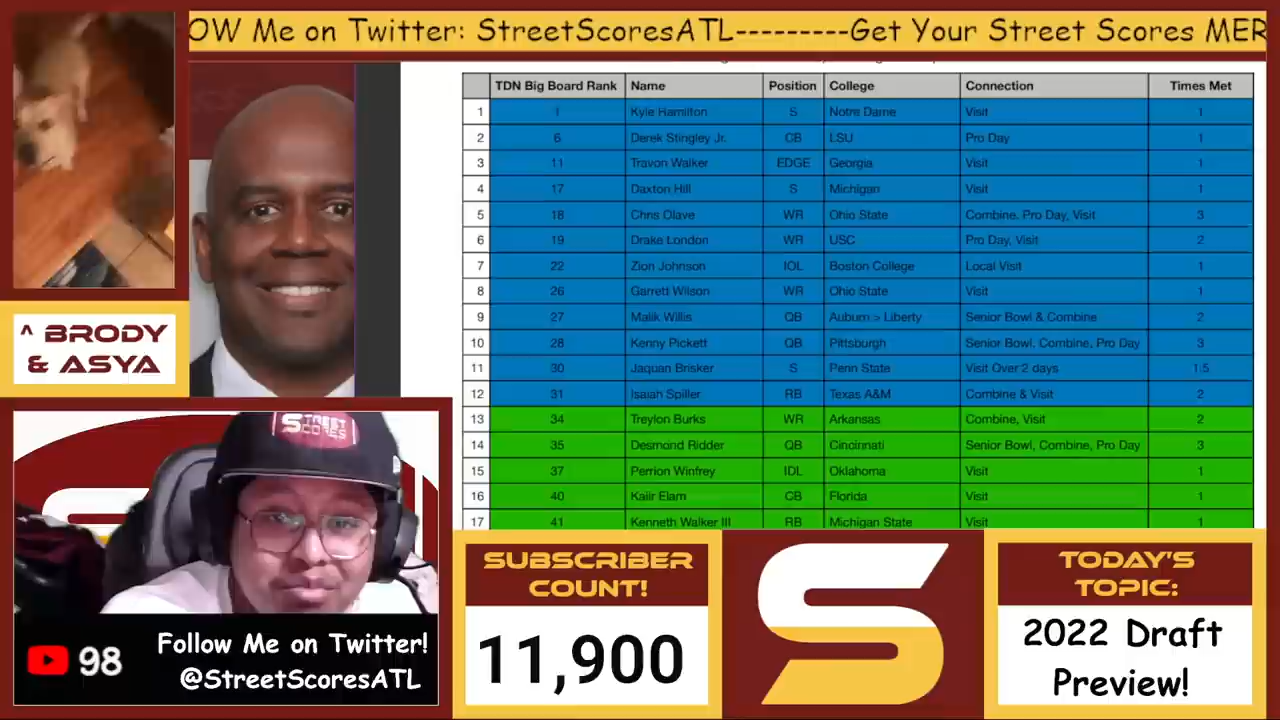 OW Me on Twitter: StreetScoresATL---------Get Your Street Scores MER
TDN Big Board Rank Name Position College Connection Times Met
1 1 Kyle Hamilton S Notre Dame Visit 1
2 6 Derek Stingley Jr. CB LSU Pro Day 1
3 11 Travon Walker EDGE Georgia Visit 1
4 17 Daxton Hill S Michigan Visit 1
5 18 Chris Olave WR Ohio State Combine, Pro Day, Visit 3
6 19 Drake London WR USC Pro Day, Visit 2
7 22 Zion Johnson IOL Boston College Local Visit 1
8 26 Garrett Wilson WR Ohio State Visit 1
9 27 Malik Willis QB Auburn > Liberty Senior Bowl & Combine 2
10 28 Kenny Pickett QB Pittsburgh Senior Bowl, Combine, Pro Day 3
11 30 Jaquan Brisker S Penn State Visit Over 2 days 1.5
12 31 Isaiah Spiller RB Texas A&M Combine & Visit 2
13 34 Treylon Burks WR Arkansas Combine, Visit 2
14 35 Desmond Ridder QB Cincinnati Senior Bowl, Combine, Pro Day 3
15 37 Perrion Winfrey IDL Oklahoma Visit 1
16 40 Kaiir Elam CB Florida Visit 1
17 41 Kenneth Walker III RB Michigan State Visit 1
^ BRODY
& ASYA
STREET
SCORES
98
Follow Me on Twitter!
@StreetScoresATL
SUBSCRIBER
COUNT!
11,900
S
TODAY'S
TOPIC:
2022 Draft
Preview!